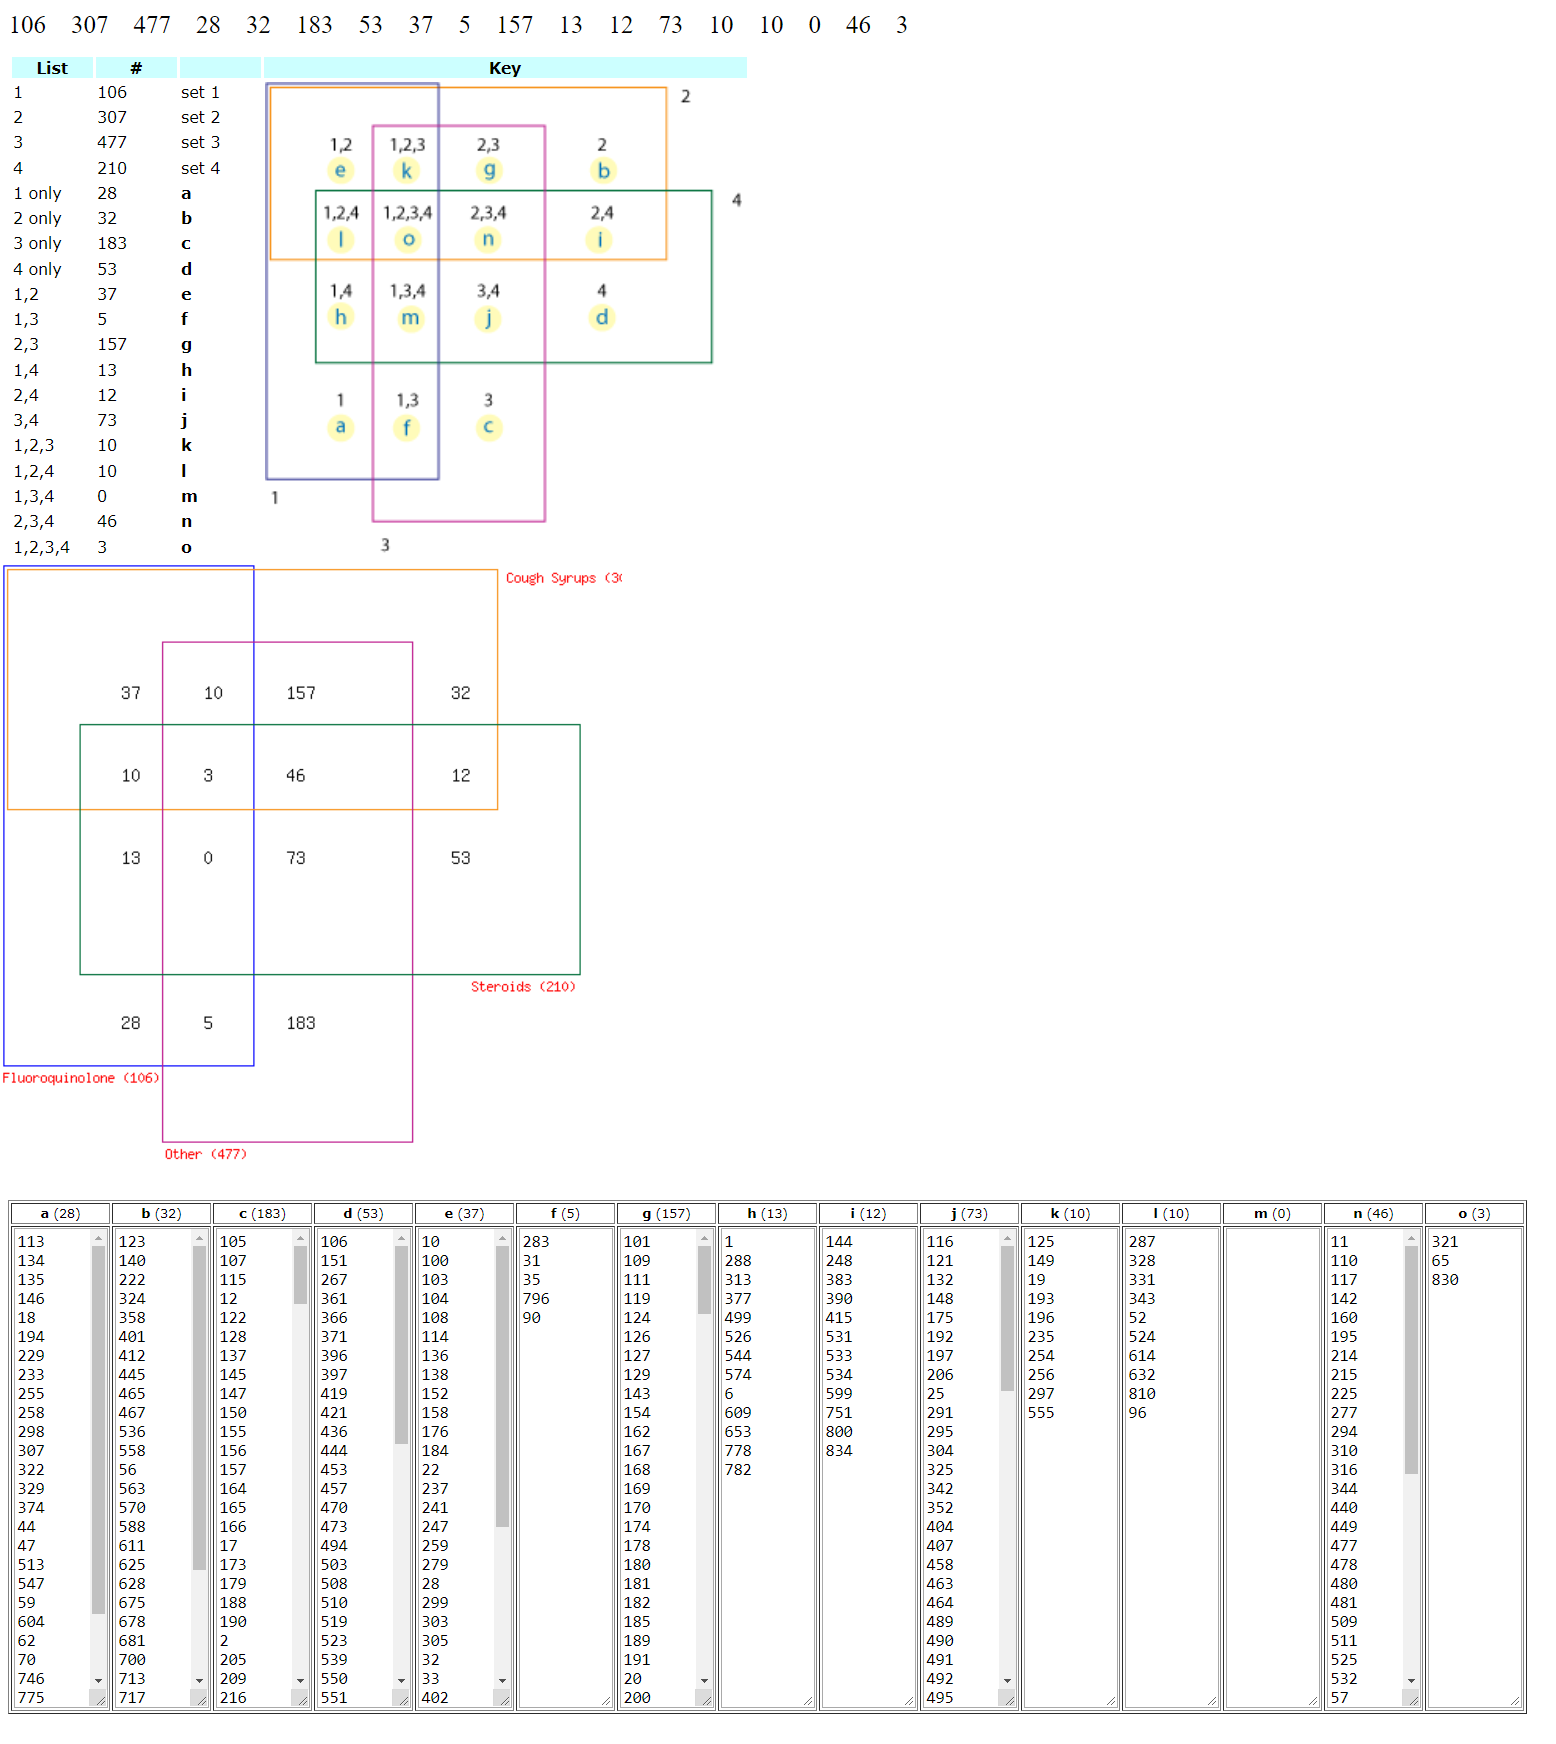 106 307 477 28 32 183 53 37 5 157 13 12 73 10 10 0 46 3
List # Key
1 106 set 1
2 307 set 2
3 477 set 3
4 210 set 4
1 only 28 a
2 only 32 b
3 only 183 c
4 only 53 d
1,2 37 e
1,3 5 f
2,3 157 g
1,4 13 h
2,4 12 i
3,4 73 j
1,2,3 10 k
1,2,4 10 l
1,3,4 0 m
2,3,4 46 n
1,2,3,4 3 o
2
1,2 1,2,3 2,3 2
e k g b
4
1,2,4 1,2,3,4 2,3,4 2,4
l o n i
1,4 1,3,4 3,4 4
h m j d
1 1,3 3
a f c
1
3
Cough Syrups (3
37 10 157 32
10 3 46 12
13 0 73 53
Steroids (210)
28 5 183
Fluoroquinolone (106)
Other (477)
a (28) b (32) c (183) d (53) e (37) f (5) g (157) h (13) i (12) j (73) k (10) l (10) m (0) n (46) o (3)
113 123 105 106 10 283 101 1 144 116 125 287 11 321
134 140 107 151 100 31 109 288 248 121 149 328 110 65
135 222 115 267 103 35 111 313 383 132 19 331 117 830
146 324 12 361 104 796 119 377 390 148 193 343 142
18 358 122 366 108 90 124 499 415 175 196 52 160
194 401 128 371 114 126 526 531 192 235 524 195
229 412 137 396 136 127 544 533 197 254 614 214
233 445 145 397 138 129 574 534 206 256 632 215
255 465 147 419 152 143 6 599 25 297 810 225
258 467 150 421 158 154 609 751 291 555 96 277
298 536 155 436 176 162 653 800 295 294
307 558 156 444 184 167 778 834 304 310
322 56 157 453 22 168 782 325 316
329 563 164 457 237 169 342 344
374 570 165 470 241 170 352 440
44 588 166 473 247 174 404 449
47 611 17 494 259 178 407 477
513 625 173 503 279 180 458 478
547 628 179 508 28 181 463 480
59 675 188 510 299 182 464 481
604 678 190 519 303 185 489 509
62 681 2 523 305 189 490 511
70 700 205 539 32 191 491 525
746 713 209 550 33 20 492 532
775 717 216 551 402 200 495 57